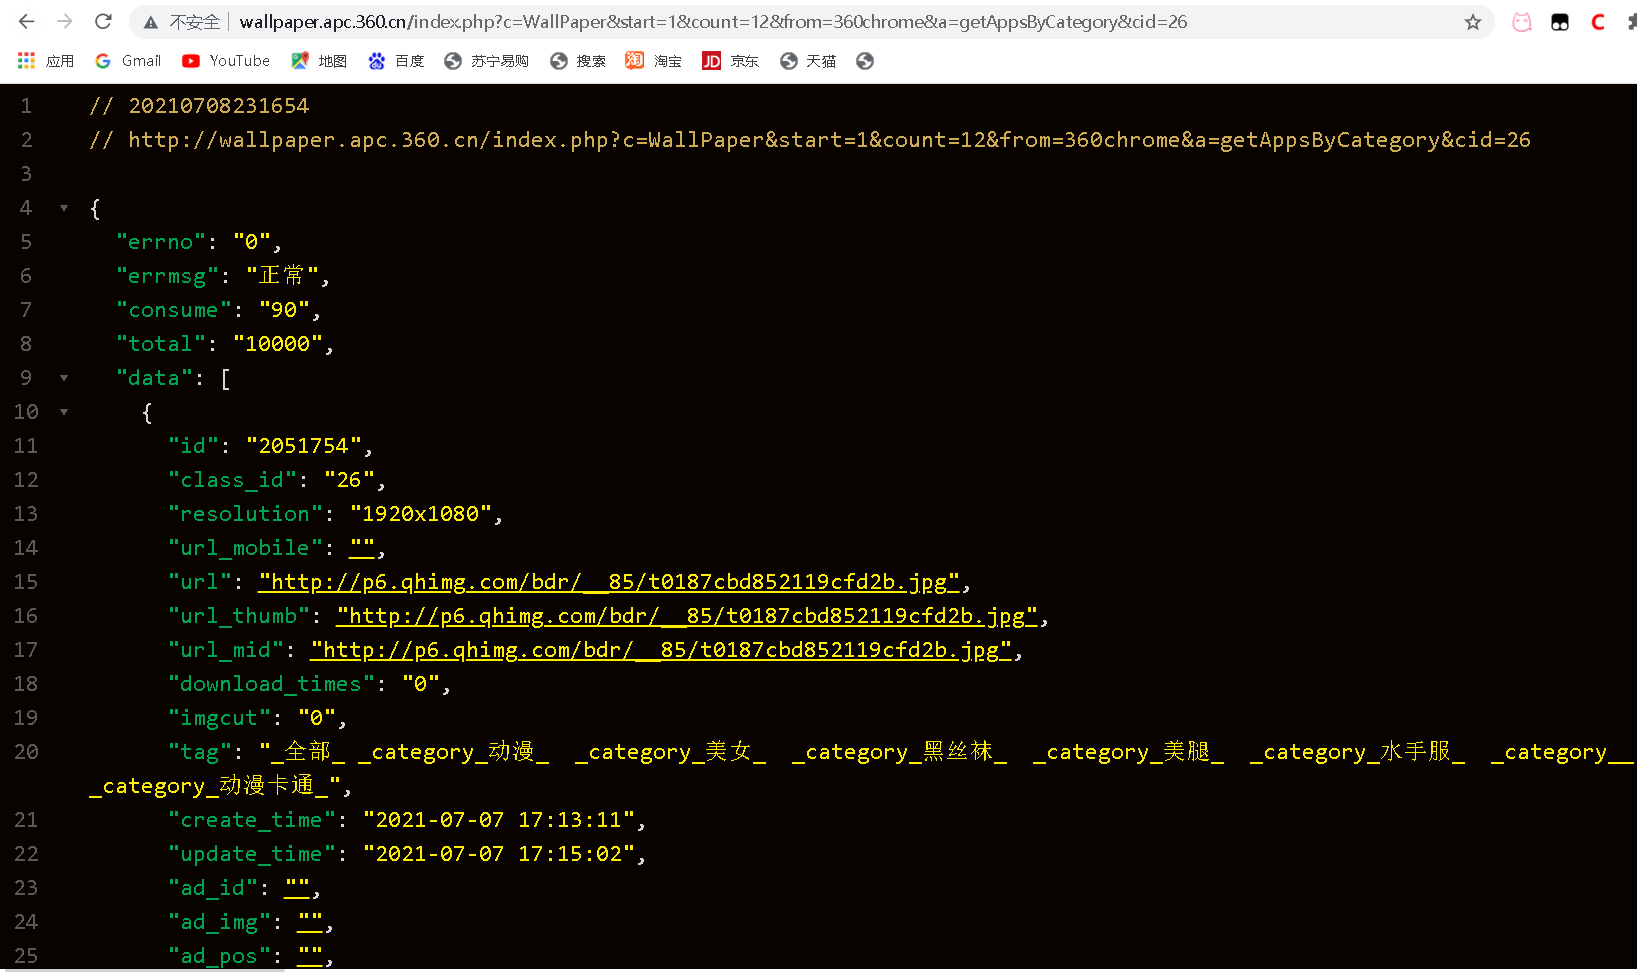 不安全 wallpaper.apc.360.cn/index.php?c=WallPaper&start=1&count=12&from=360chrome&a=getAppsByCategory&cid=26
应用 Gmail YouTube 地图 百度 苏宁易购 搜索 淘 淘宝 JD 京东 天猫
1 // 20210708231654
2 // http://wallpaper.apc.360.cn/index.php?c=WallPaper&start=1&count=12&from=360chrome&a=getAppsByCategory&cid=26
3
4 {
5 "errno": "0",
6 "errmsg": "正常",
7 "consume": "90",
8 "total": "10000",
9 "data": [
10 {
11 "id": "2051754",
12 "class_id": "26",
13 "resolution": "1920x1080",
14 "url_mobile": "",
15 "url": "http://p6.qhimg.com/bdr/__85/t0187cbd852119cfd2b.jpg",
16 "url_thumb": "http://p6.qhimg.com/bdr/__85/t0187cbd852119cfd2b.jpg",
17 "url_mid": "http://p6.qhimg.com/bdr/__85/t0187cbd852119cfd2b.jpg",
18 "download_times": "0",
19 "imgcut": "0",
20 "tag": "_全部_ _category_动漫_  _category_美女_  _category_黑丝袜_  _category_美腿_  _category_水手服_  _category__
_category_动漫卡通_",
21 "create_time": "2021-07-07 17:13:11",
22 "update_time": "2021-07-07 17:15:02",
23 "ad_id": "",
24 "ad_img": "",
25 "ad_pos": "",